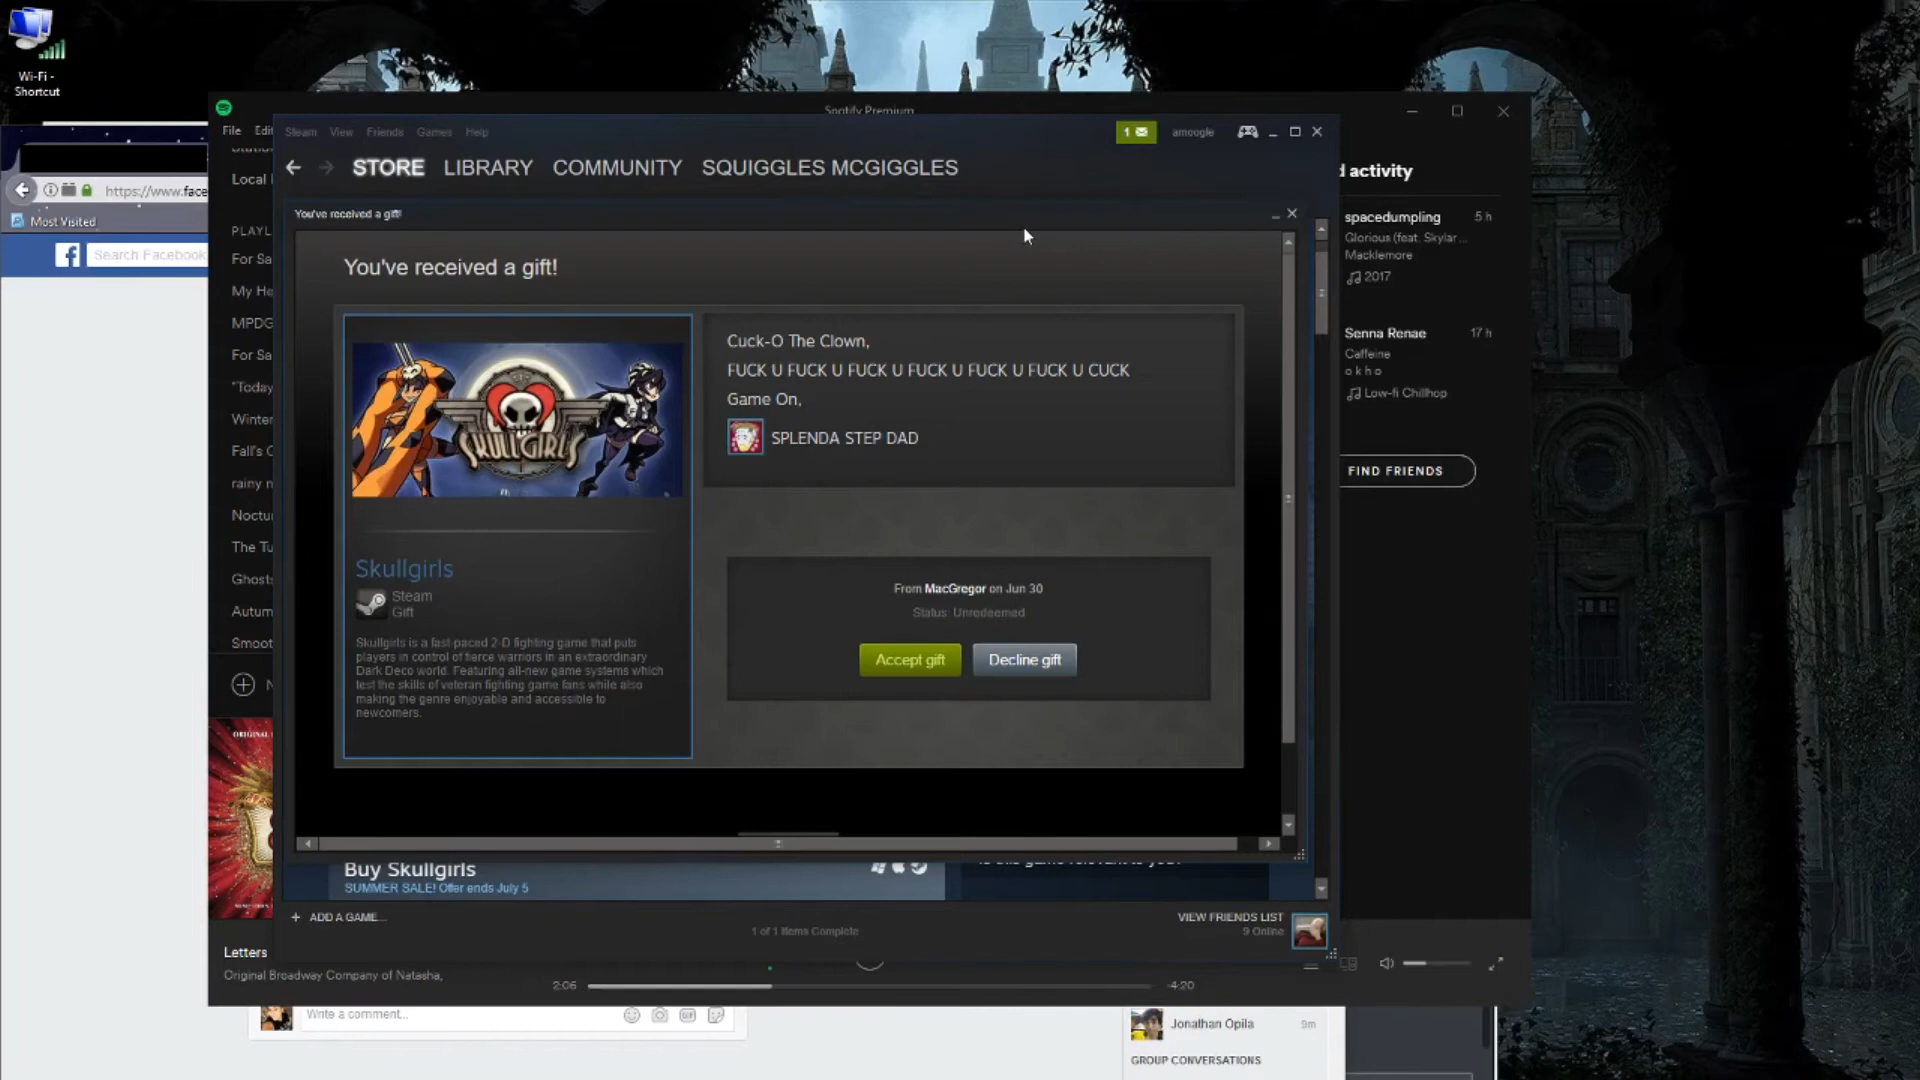 Wi-Fi -
Shortcut
Spotify Premium
File
Local
PLAYL
For Sa
My He
MPDG
For Sa
"Today
Winter
Fall's C
rainy n
Noctu
The Tu
Ghosts
Autum
Smoot
Steam View Friends Games Help
1
amoogle
STORE LIBRARY COMMUNITY SQUIGGLES MCGIGGLES
https://www.face
Most Visited
Search Facebook
You've received a gift!
You've received a gift!
SKULLGIRLS
Cuck-O The Clown,
FUCK U FUCK U FUCK U FUCK U FUCK U FUCK U CUCK
Game On,
SPLENDA STEP DAD
Skullgirls
Steam
Gift
Skullgirls is a fast-paced 2-D fighting game that puts
players in control of fierce warriors in an extraordinary
Dark Deco world. Featuring all-new game systems which
test the skills of veteran fighting game fans while also
making the genre enjoyable and accessible to
newcomers.
From MacGregor on Jun 30
Status: Unredeemed
Accept gift
Decline gift
Buy Skullgirls
SUMMER SALE! Offer ends July 5
+ ADD A GAME...
1 of 1 Items Complete
VIEW FRIENDS LIST
9 Online
d activity
spacedumpling 5 h
Glorious (feat. Skylar ...
Macklemore
2017
Senna Renae 17 h
Caffeine
o k h o
Low-fi Chillhop
FIND FRIENDS
ORIGINAL
Letters
Original Broadway Company of Natasha,
2:06
-4:20
Write a comment...
GIF
Jonathan Opila 9m
GROUP CONVERSATIONS